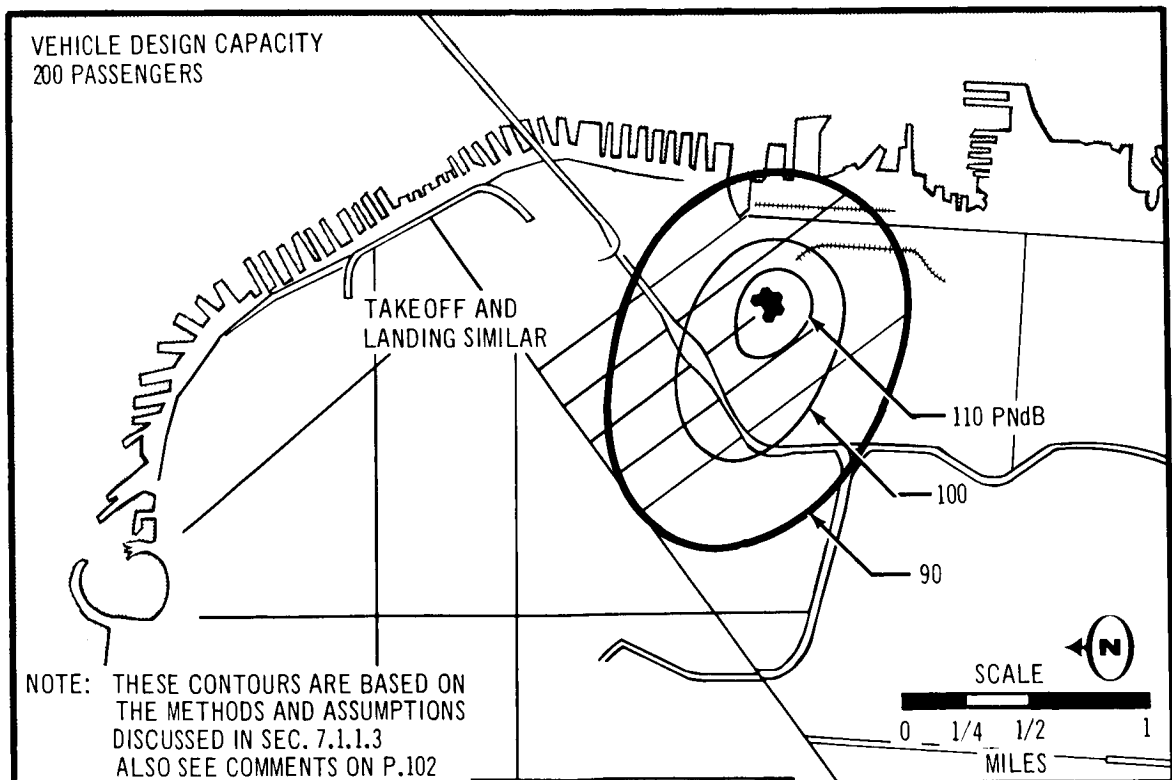 VEHICLE DESIGN CAPACITY
200 PASSENGERS
TAKEOFF AND
LANDING SIMILAR
110 PNdB
100
90
N
SCALE
0 1/4 1/2 1
MILES
NOTE: THESE CONTOURS ARE BASED ON
THE METHODS AND ASSUMPTIONS
DISCUSSED IN SEC. 7.1.1.3
ALSO SEE COMMENTS ON P.102